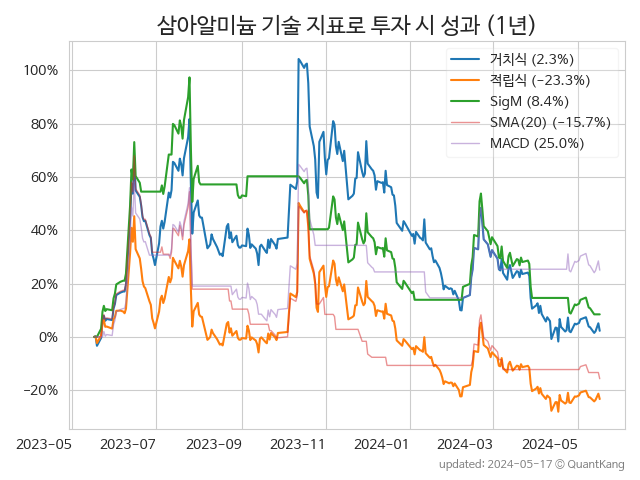 삼아알미늄 기술 지표로 투자 시 성과 (1년)
거치식 (2.3%)
적립식 (−23.3%)
SigM (8.4%)
SMA(20) (−15.7%)
MACD (25.0%)
100%
80%
60%
40%
20%
0%
−20%
2023-05 2023-07 2023-09 2023-11 2024-01 2024-03 2024-05
updated: 2024-05-17 ⓒ QuantKang